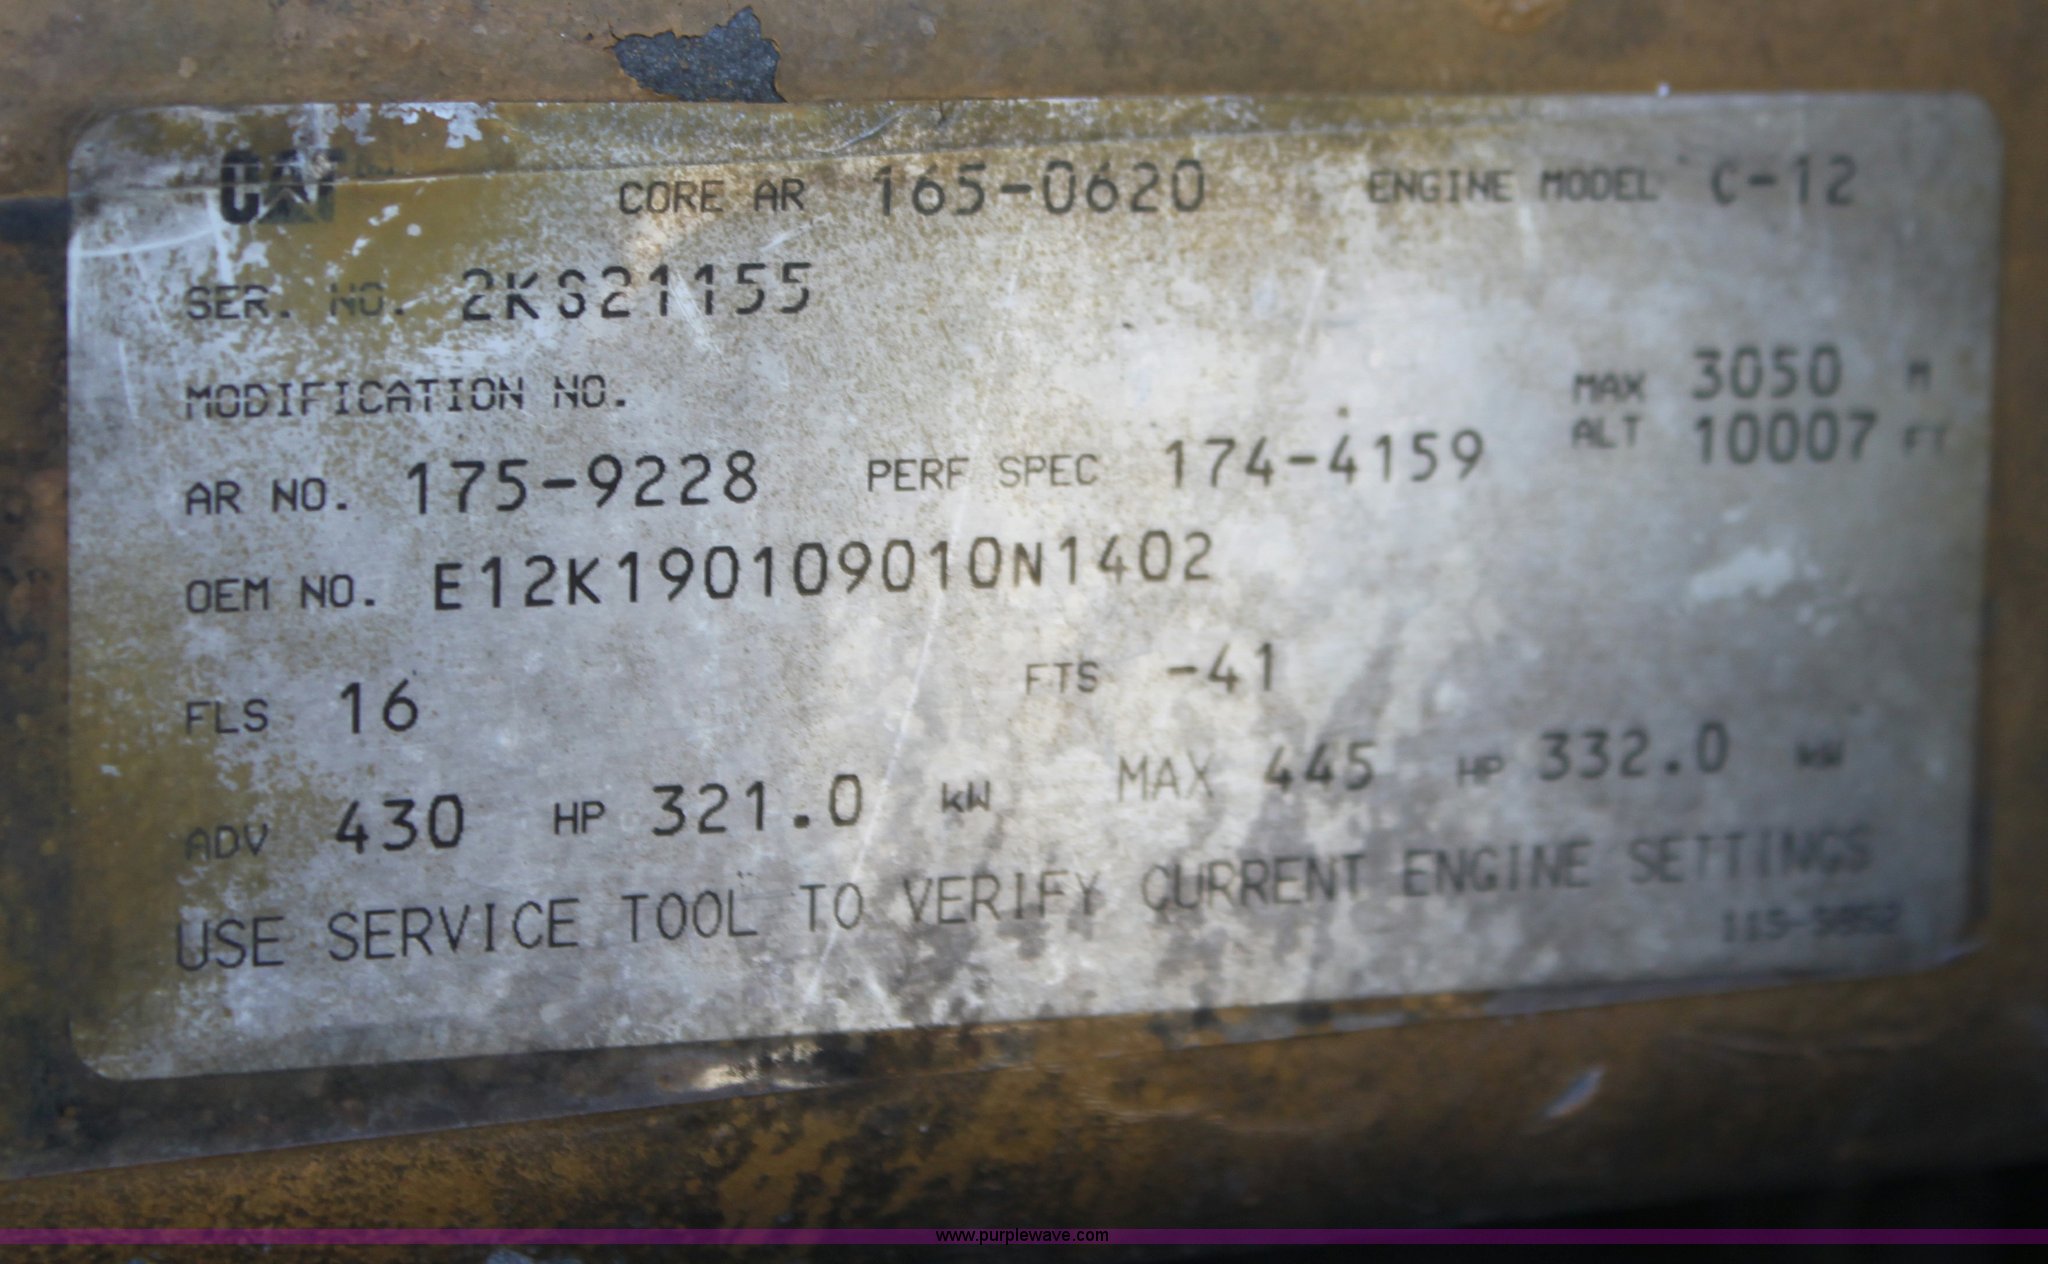 CAT CORE AR 165-0620 ENGINE MODEL C-12
SER. NO. 2KS21155
MODIFICATION NO.
MAX ALT 3050 M
10007 FT
AR NO. 175-9228 PERF SPEC 174-4159
OEM NO. E12K190109010N1402
FLS 16 FTS -41
ADV 430 HP 321.0 kW MAX 445 HP 332.0 kW
USE SERVICE TOOL TO VERIFY CURRENT ENGINE SETTINGS
www.purplewave.com